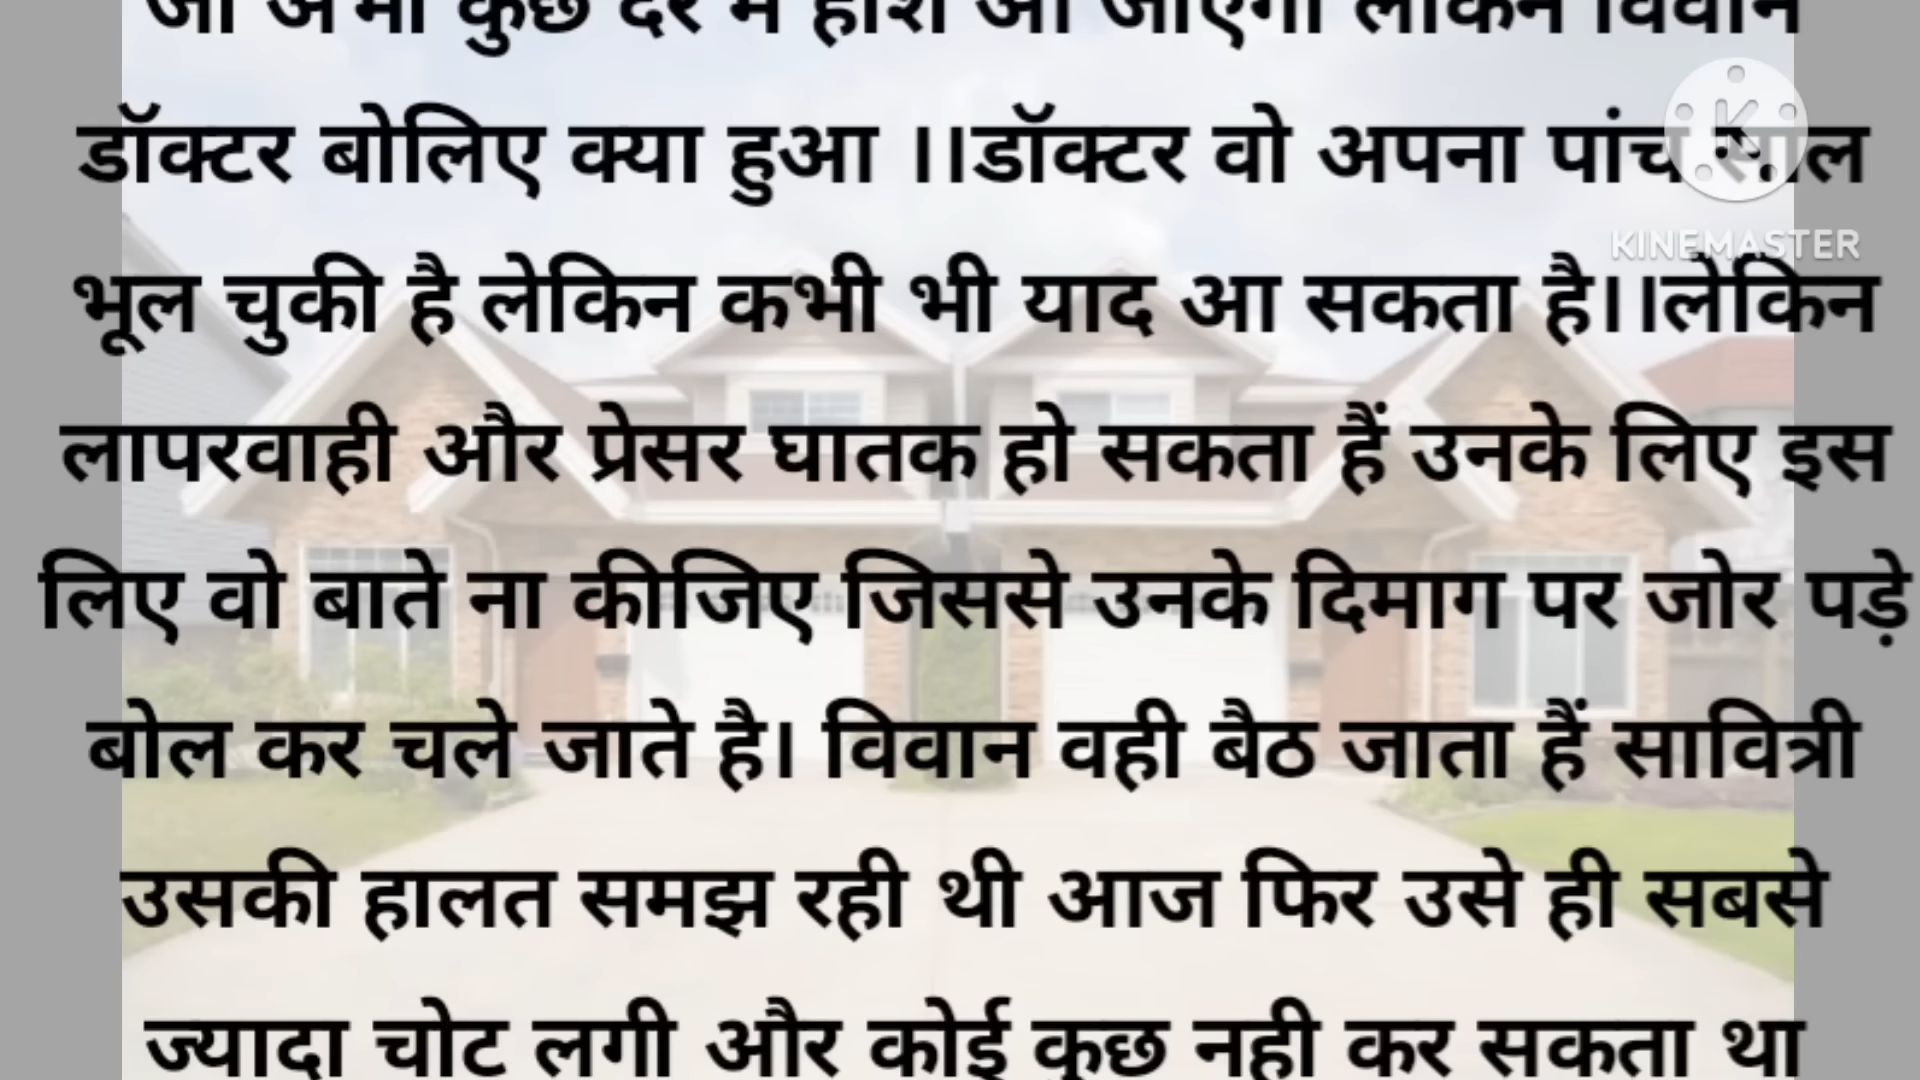 जी अभी कुछ देर में होश आ जाएगा लेकिन विवान
डॉक्टर बोलिए क्या हुआ ।।डॉक्टर वो अपना पांच साल
KINEMASTER
भूल चुकी है लेकिन कभी भी याद आ सकता है।।लेकिन
लापरवाही और प्रेसर घातक हो सकता हैं उनके लिए इस
लिए वो बाते ना कीजिए जिससे उनके दिमाग पर जोर पड़े
बोल कर चले जाते है। विवान वही बैठ जाता हैं सावित्री
उसकी हालत समझ रही थी आज फिर उसे ही सबसे
ज्यादा चोट लगी और कोई कुछ नही कर सकता था